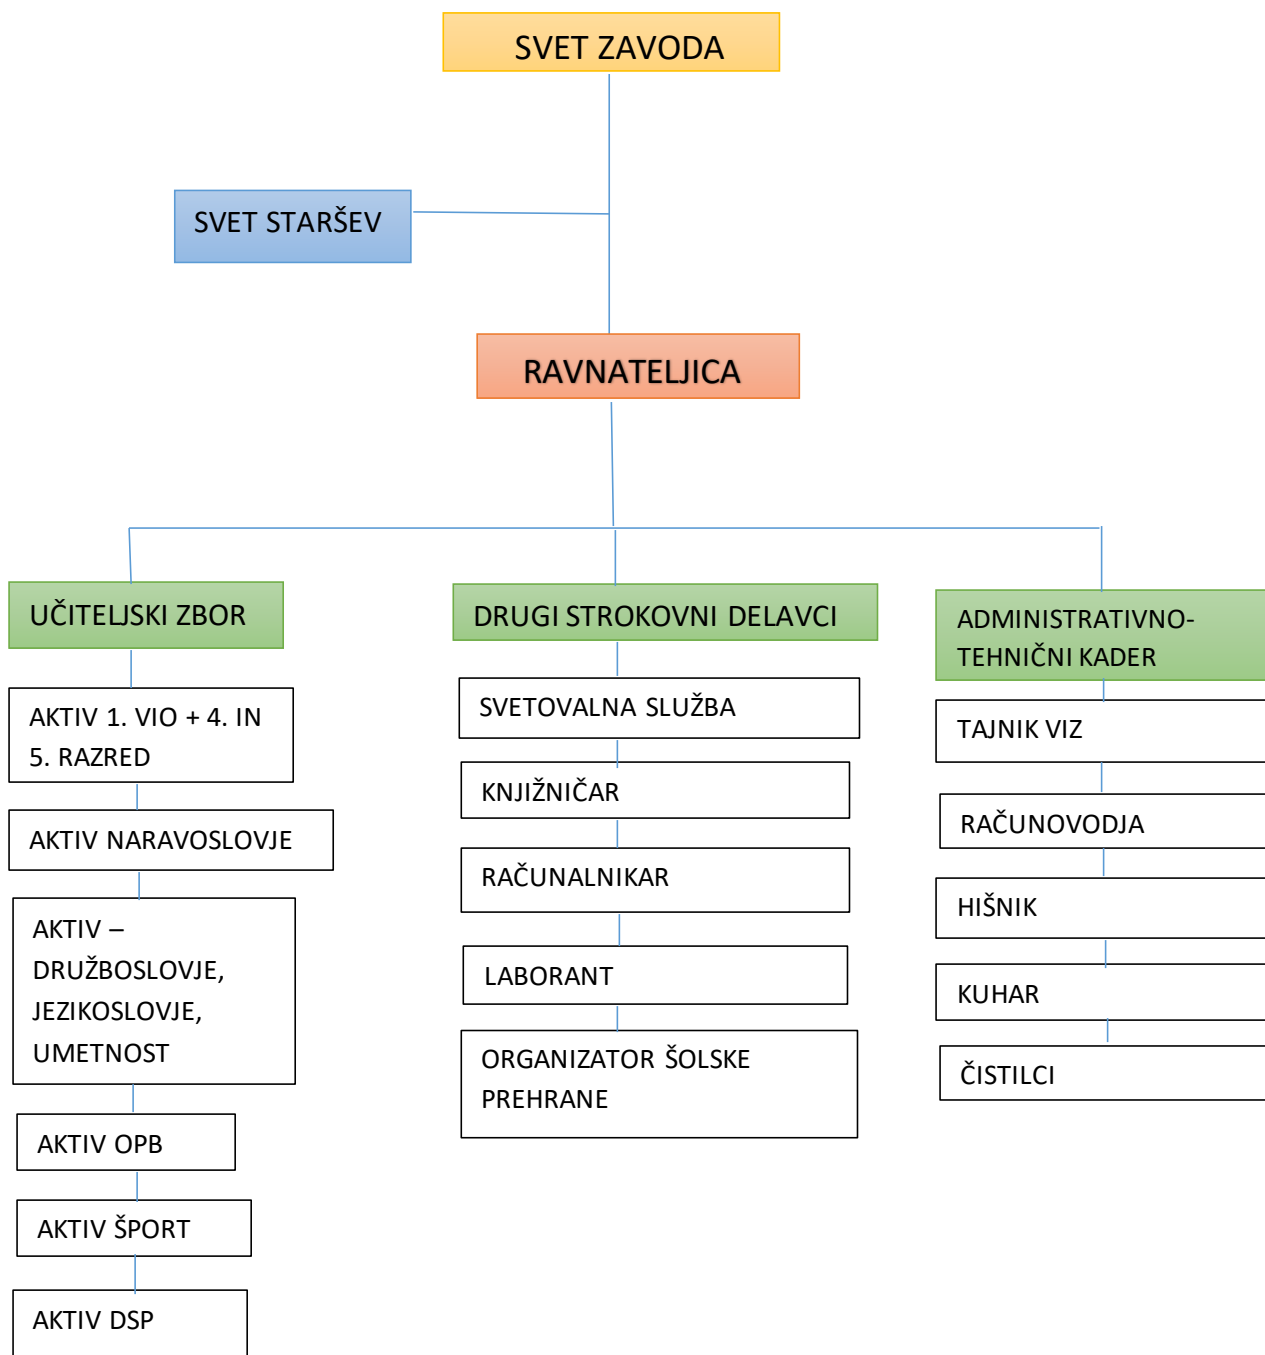 SVET ZAVODA
SVET STARŠEV
RAVNATELJICA
UČITELJSKI ZBOR
AKTIV 1. VIO + 4. IN
5. RAZRED
AKTIV NARAVOSLOVJE
AKTIV –
DRUŽBOSLOVJE,
JEZIKOSLOVJE,
UMETNOST
AKTIV OPB
AKTIV ŠPORT
AKTIV DSP
DRUGI STROKOVNI DELAVCI
SVETOVALNA SLUŽBA
KNJIŽNIČAR
RAČUNALNIKAR
LABORANT
ORGANIZATOR ŠOLSKE
PREHRANE
ADMINISTRATIVNO-
TEHNIČNI KADER
TAJNIK VIZ
RAČUNOVODJA
HIŠNIK
KUHAR
ČISTILCI